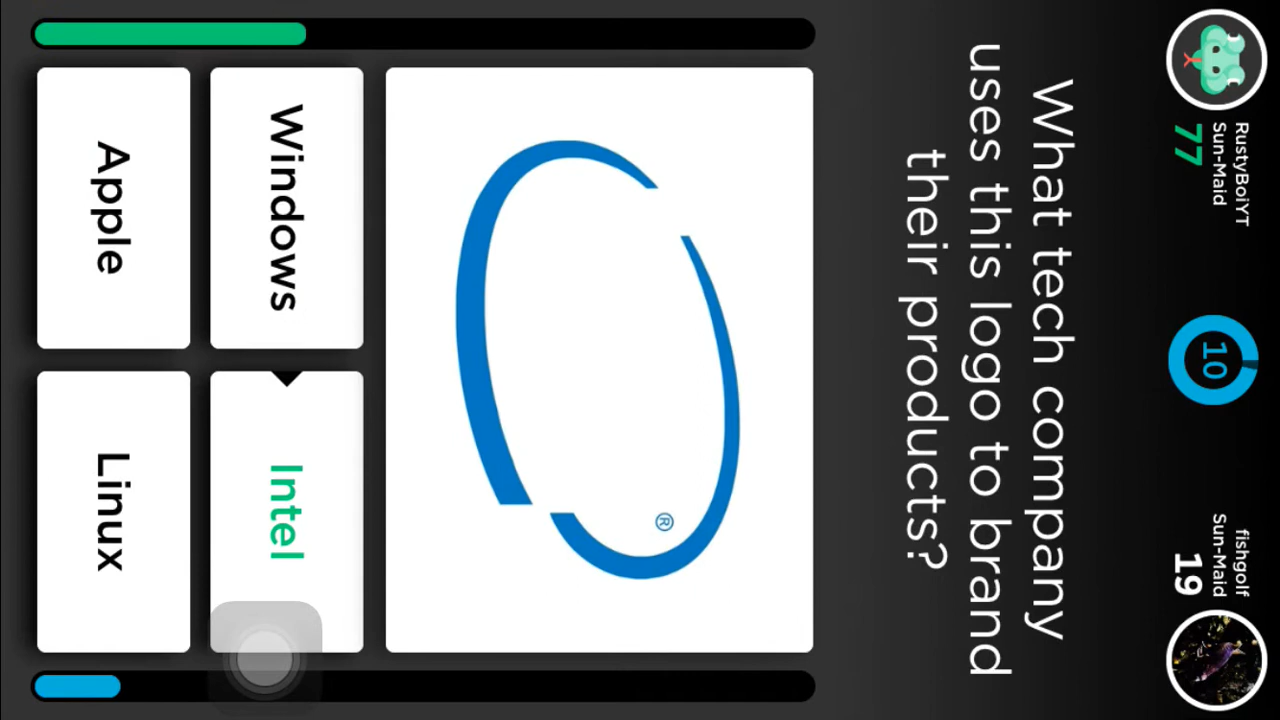 RustyBoiYT
Sun-Maid
77
10
fishgolf
Sun-Maid
19
What tech company
uses this logo to brand
their products?
®
Windows
Intel
Apple
Linux